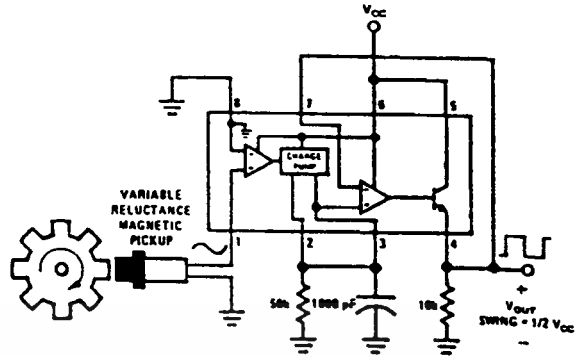 VCC
8 7 6 5
CHARGE
PUMP
VARIABLE
RELUCTANCE
MAGNETIC
PICKUP
1 2 3 4
50k 1000 pF 10k
+
VOUT
SWING = 1/2 VCC
-